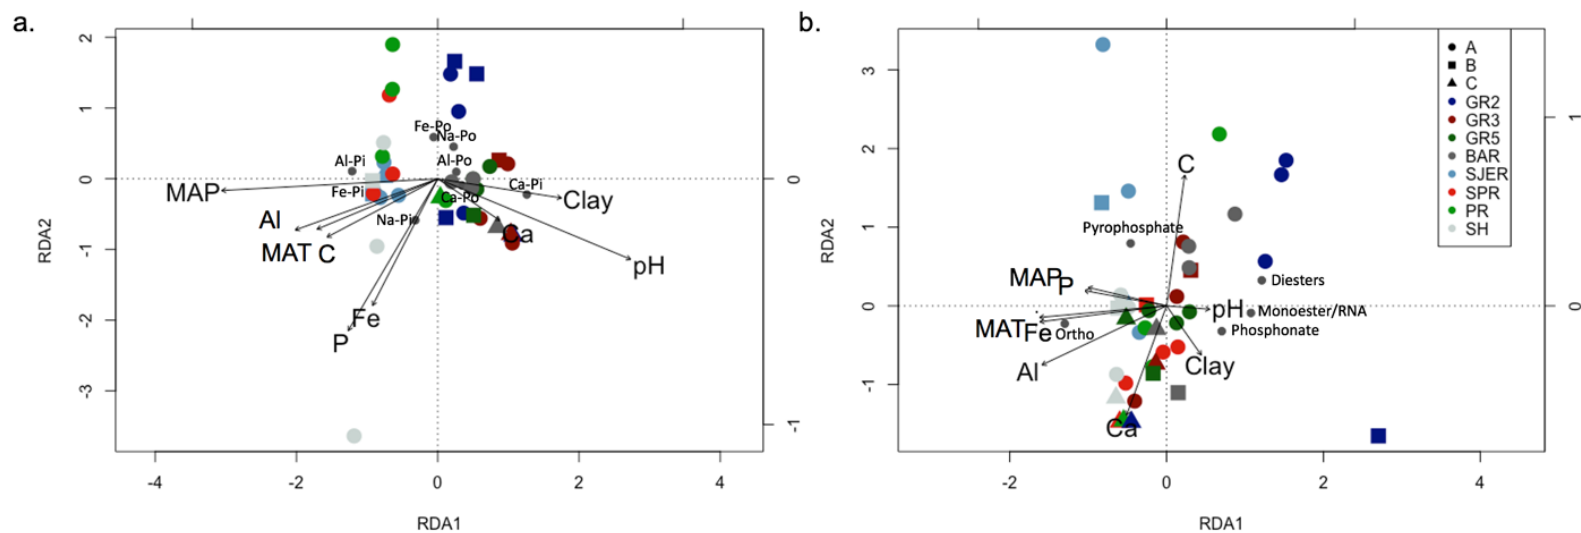 a.
2
1
0
-1
-2
-3
RDA2
-4
-2
0
2
4
RDA1
0
-1
Fe-Po
Na-Po
Al-Pi
Al-Po
MAP
Fe-Pi
Ca-Po
Ca-Pi
Clay
Al
Na-Pi
Ca
MAT C
pH
Fe
P
b.
3
2
1
0
-1
RDA2
-2
0
2
4
RDA1
1
0
A
B
C
GR2
GR3
GR5
BAR
SJER
SPR
PR
SH
C
Pyrophosphate
MAP
P
Diesters
pH
Monoester/RNA
MAT
Fe
Ortho
Phosphonate
Al
Clay
Ca